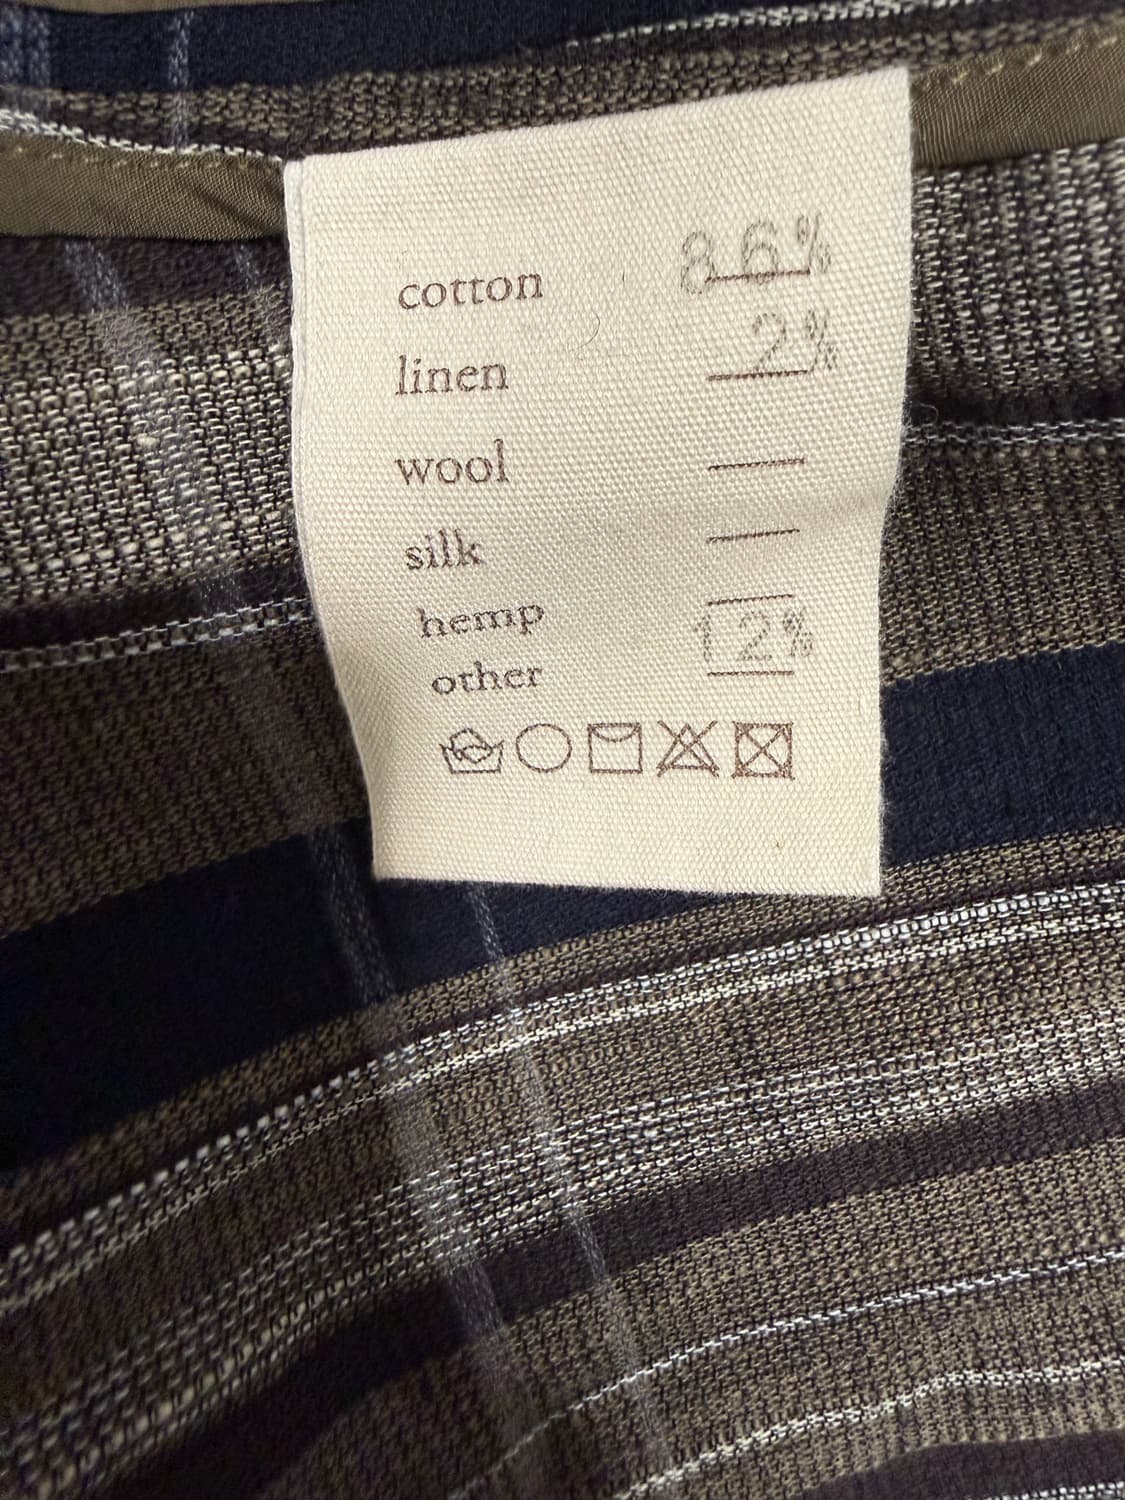 cotton 86%
linen 2%
wool
silk
hemp
other 12%